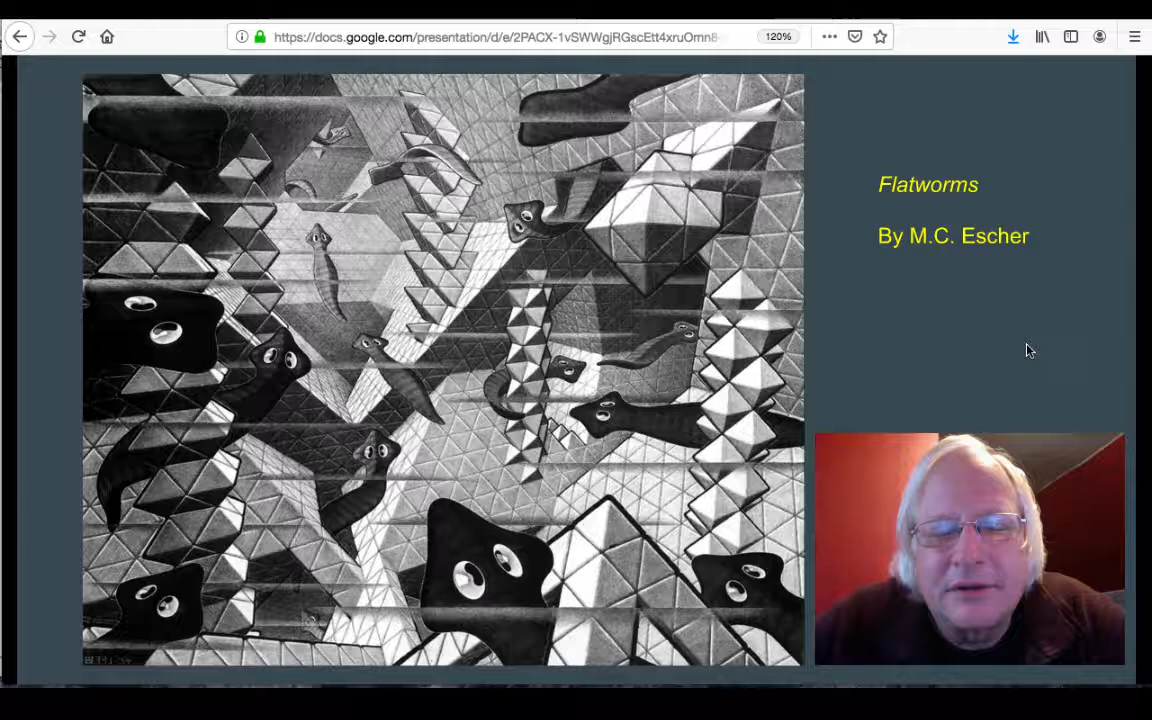 https://docs.google.com/presentation/d/e/2PACX-1vSWWgjRGscEtt4xruOmn8-
120%
Flatworms
By M.C. Escher